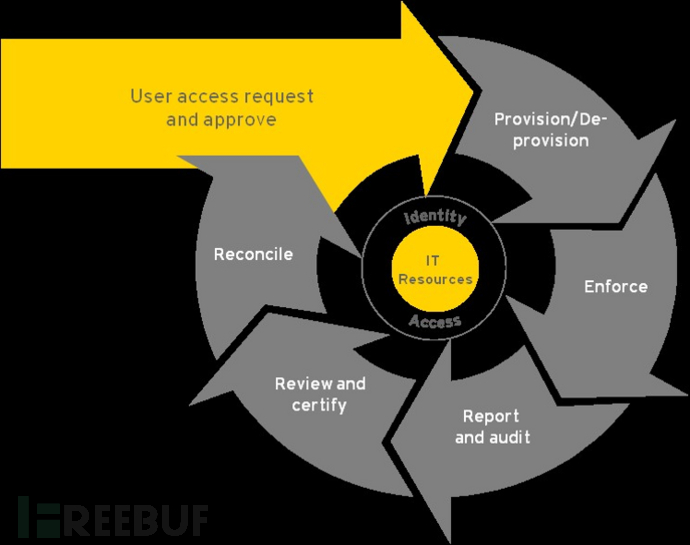 User access request
and approve
Provision/De-
provision
Identity
IT
Resources
Access
Reconcile
Enforce
Review and
certify
Report
and audit
FREEBUF